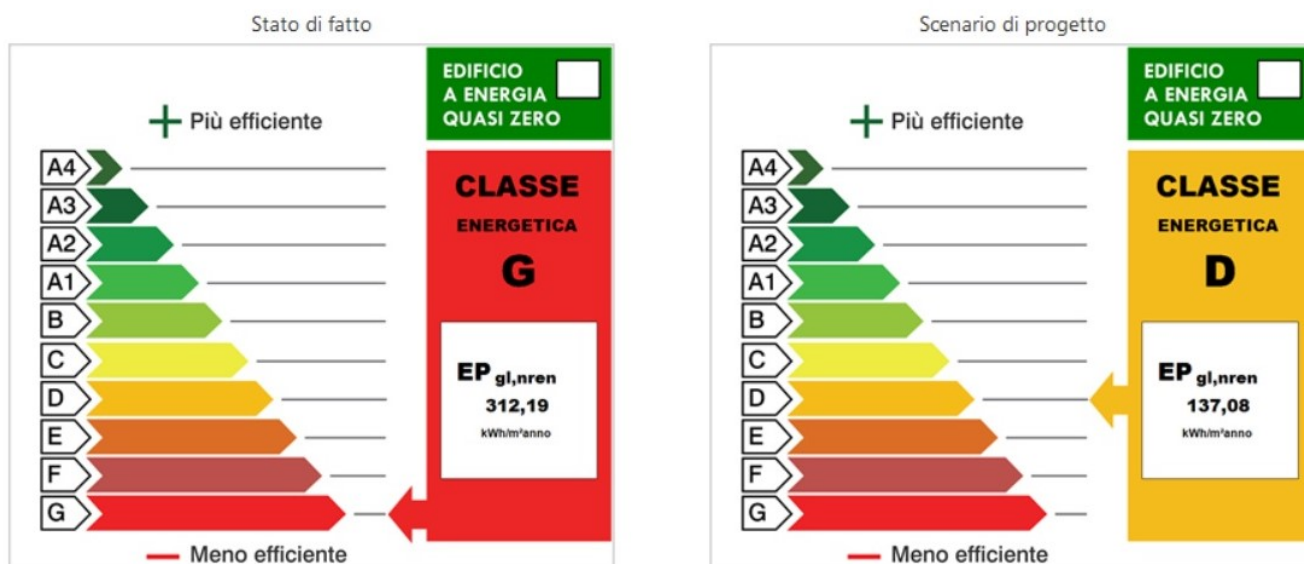 Stato di fatto
EDIFICIO
A ENERGIA
QUASI ZERO
+ Più efficiente
A4
A3
A2
A1
B
C
D
E
F
G
CLASSE
ENERGETICA
G
EP gl,nren
312,19
kWh/m²anno
— Meno efficiente
Scenario di progetto
EDIFICIO
A ENERGIA
QUASI ZERO
+ Più efficiente
A4
A3
A2
A1
B
C
D
E
F
G
CLASSE
ENERGETICA
D
EP gl,nren
137,08
kWh/m²anno
— Meno efficiente